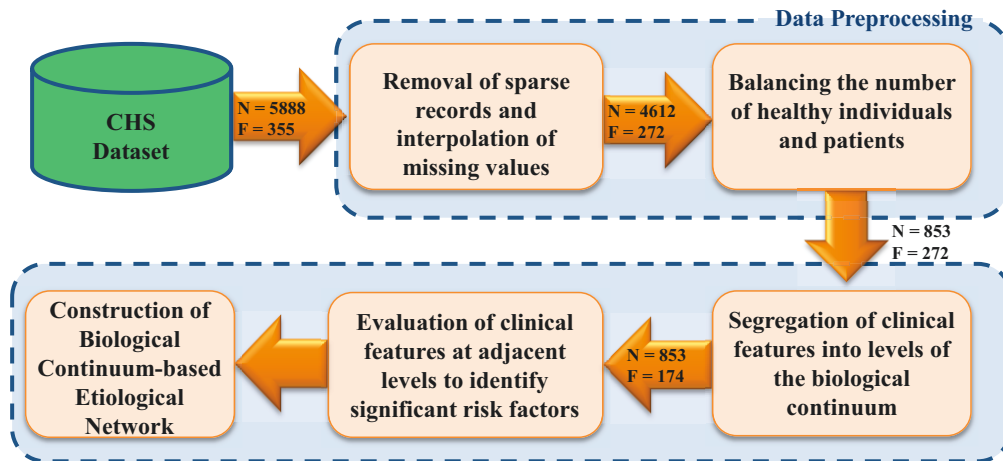 Data Preprocessing
CHS
Dataset
N = 5888
F = 355
Removal of sparse
records and
interpolation of
missing values
N = 4612
F = 272
Balancing the number
of healthy individuals
and patients
N = 853
F = 272
Segregation of clinical
features into levels of
the biological
continuum
N = 853
F = 174
Evaluation of clinical
features at adjacent
levels to identify
significant risk factors
Construction of
Biological
Continuum-based
Etiological
Network